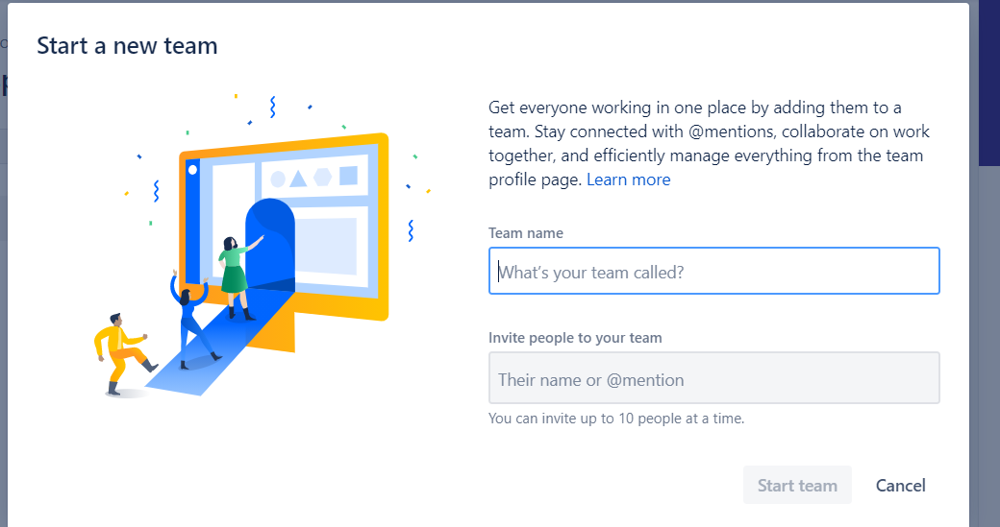 Start a new team
Get everyone working in one place by adding them to a
team. Stay connected with @mentions, collaborate on work
together, and efficiently manage everything from the team
profile page. Learn more
Team name
What's your team called?
Invite people to your team
Their name or @mention
You can invite up to 10 people at a time.
Start team
Cancel